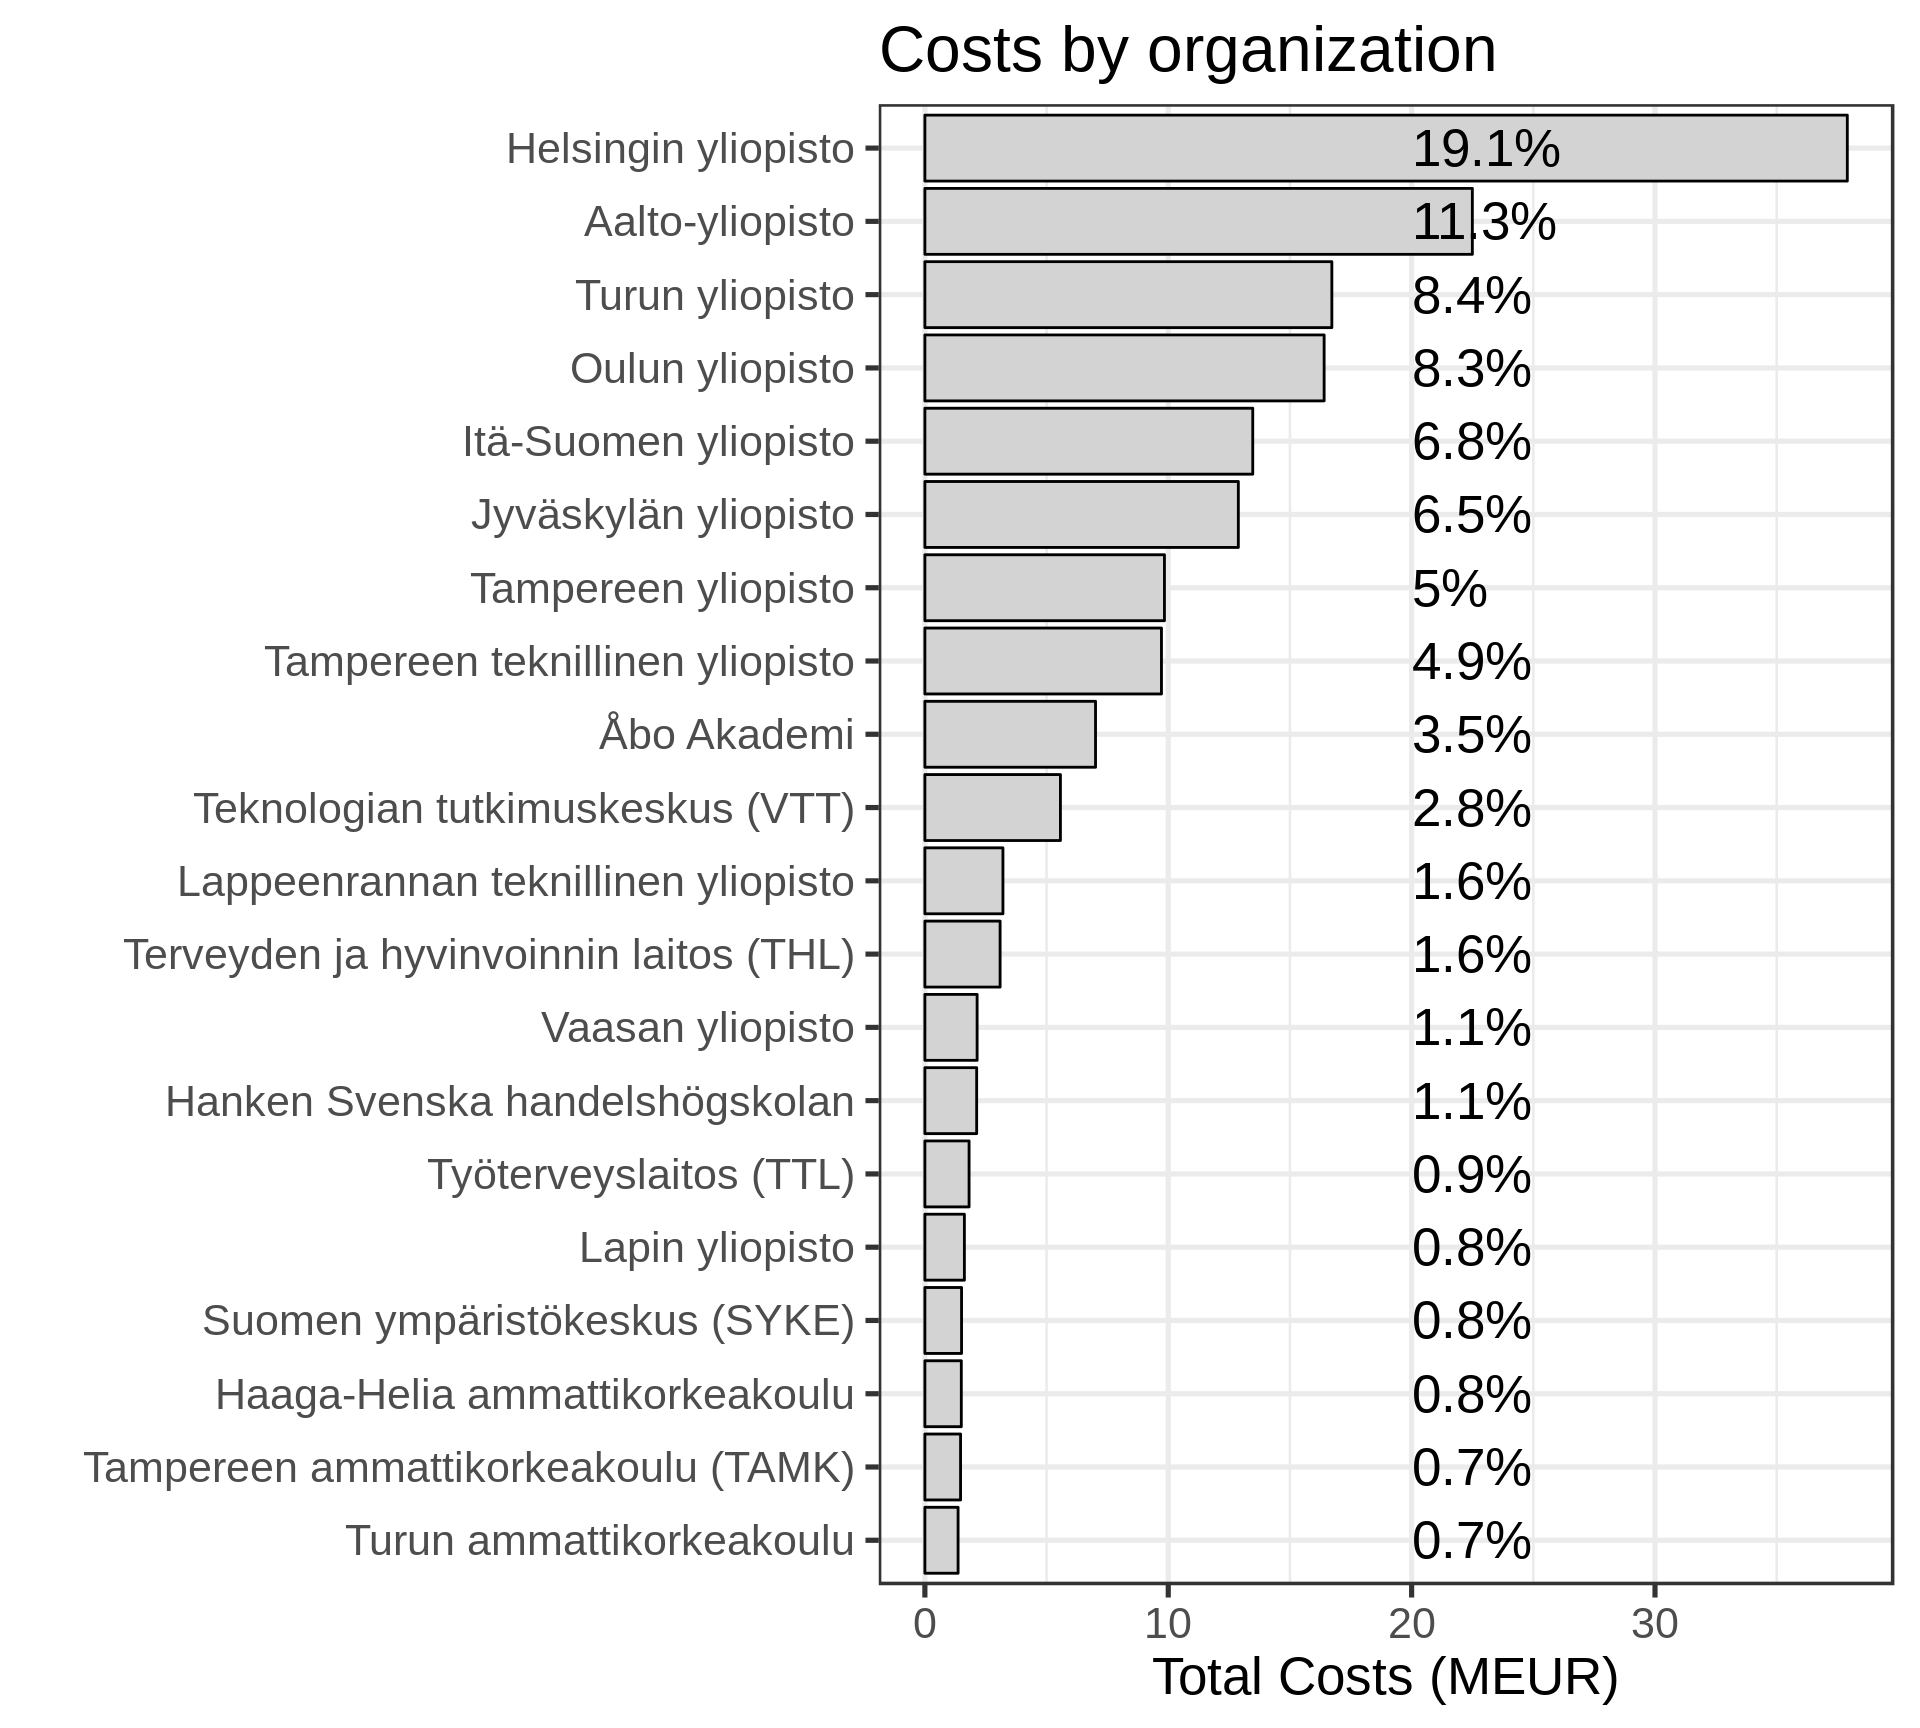 Costs by organization
Helsingin yliopisto 19.1%
Aalto-yliopisto 11.3%
Turun yliopisto 8.4%
Oulun yliopisto 8.3%
Itä-Suomen yliopisto 6.8%
Jyväskylän yliopisto 6.5%
Tampereen yliopisto 5%
Tampereen teknillinen yliopisto 4.9%
Åbo Akademi 3.5%
Teknologian tutkimuskeskus (VTT) 2.8%
Lappeenrannan teknillinen yliopisto 1.6%
Terveyden ja hyvinvoinnin laitos (THL) 1.6%
Vaasan yliopisto 1.1%
Hanken Svenska handelshögskolan 1.1%
Työterveyslaitos (TTL) 0.9%
Lapin yliopisto 0.8%
Suomen ympäristökeskus (SYKE) 0.8%
Haaga-Helia ammattikorkeakoulu 0.8%
Tampereen ammattikorkeakoulu (TAMK) 0.7%
Turun ammattikorkeakoulu 0.7%
0 10 20 30
Total Costs (MEUR)